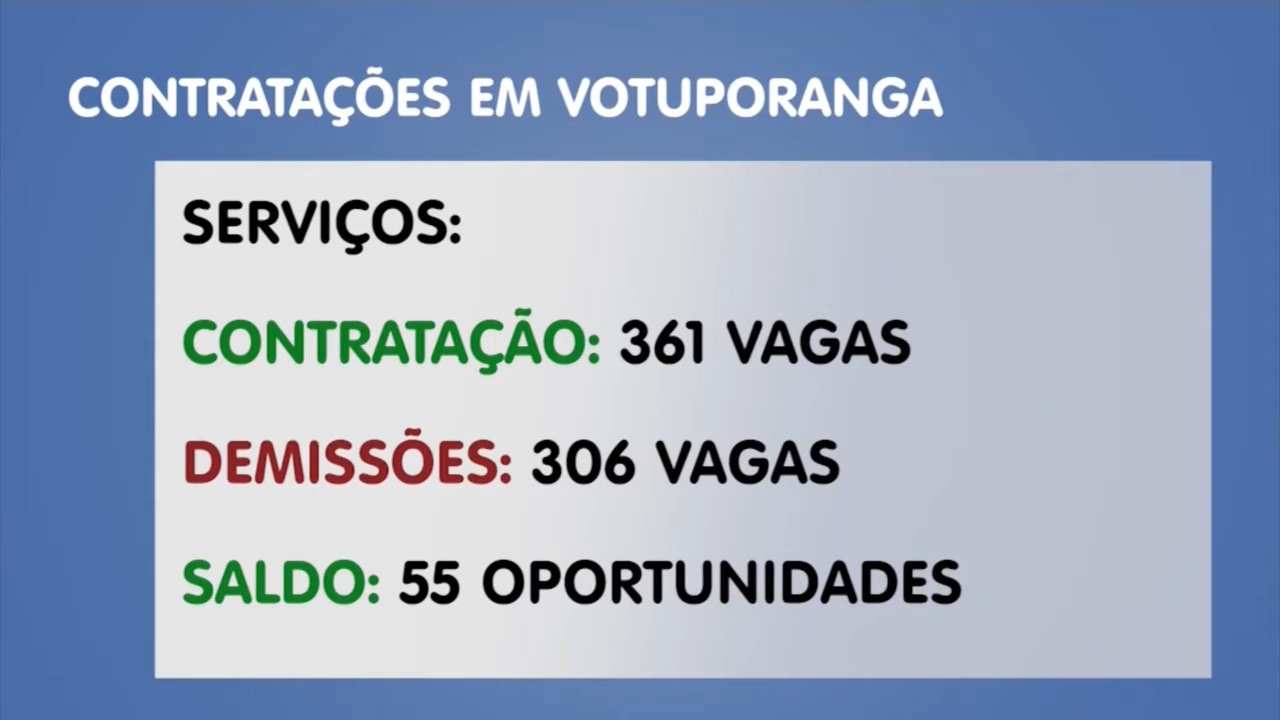 CONTRATAÇÕES EM VOTUPORANGA
SERVIÇOS:
CONTRATAÇÃO: 361 VAGAS
DEMISSÕES: 306 VAGAS
SALDO: 55 OPORTUNIDADES